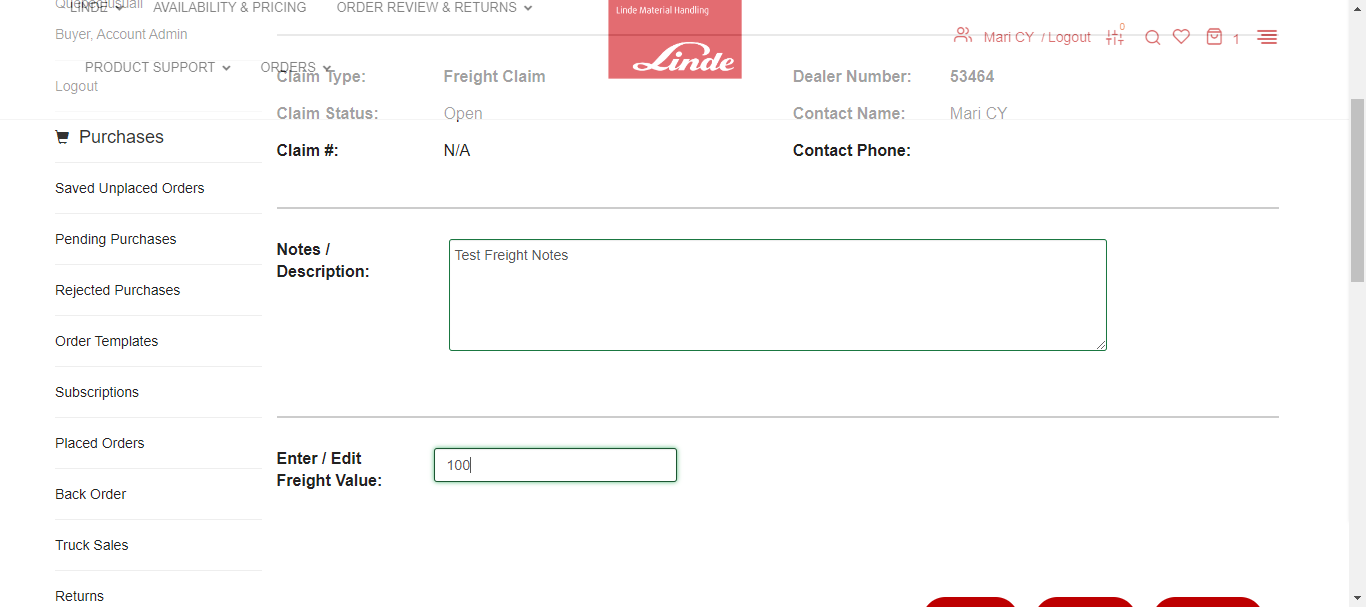 Quebec|usuall
LINDE
AVAILABILITY & PRICING
ORDER REVIEW & RETURNS
Linde Material Handling
Linde
Buyer, Account Admin
Mari CY / Logout
0
1
PRODUCT SUPPORT
ORDERS
Logout
Claim Type:
Freight Claim
Dealer Number:
53464
Claim Status:
Open
Contact Name:
Mari CY
Claim #:
N/A
Contact Phone:
Purchases
Saved Unplaced Orders
Pending Purchases
Rejected Purchases
Order Templates
Subscriptions
Placed Orders
Back Order
Truck Sales
Returns
Notes /
Description:
Test Freight Notes
Enter / Edit
Freight Value:
100